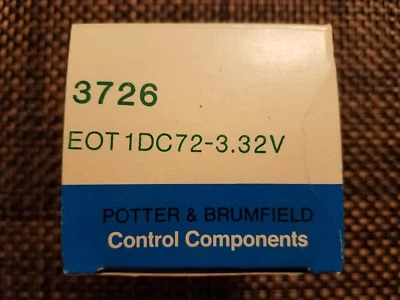 3726
EOT1DC72-3.32V
POTTER & BRUMFIELD
Control Components